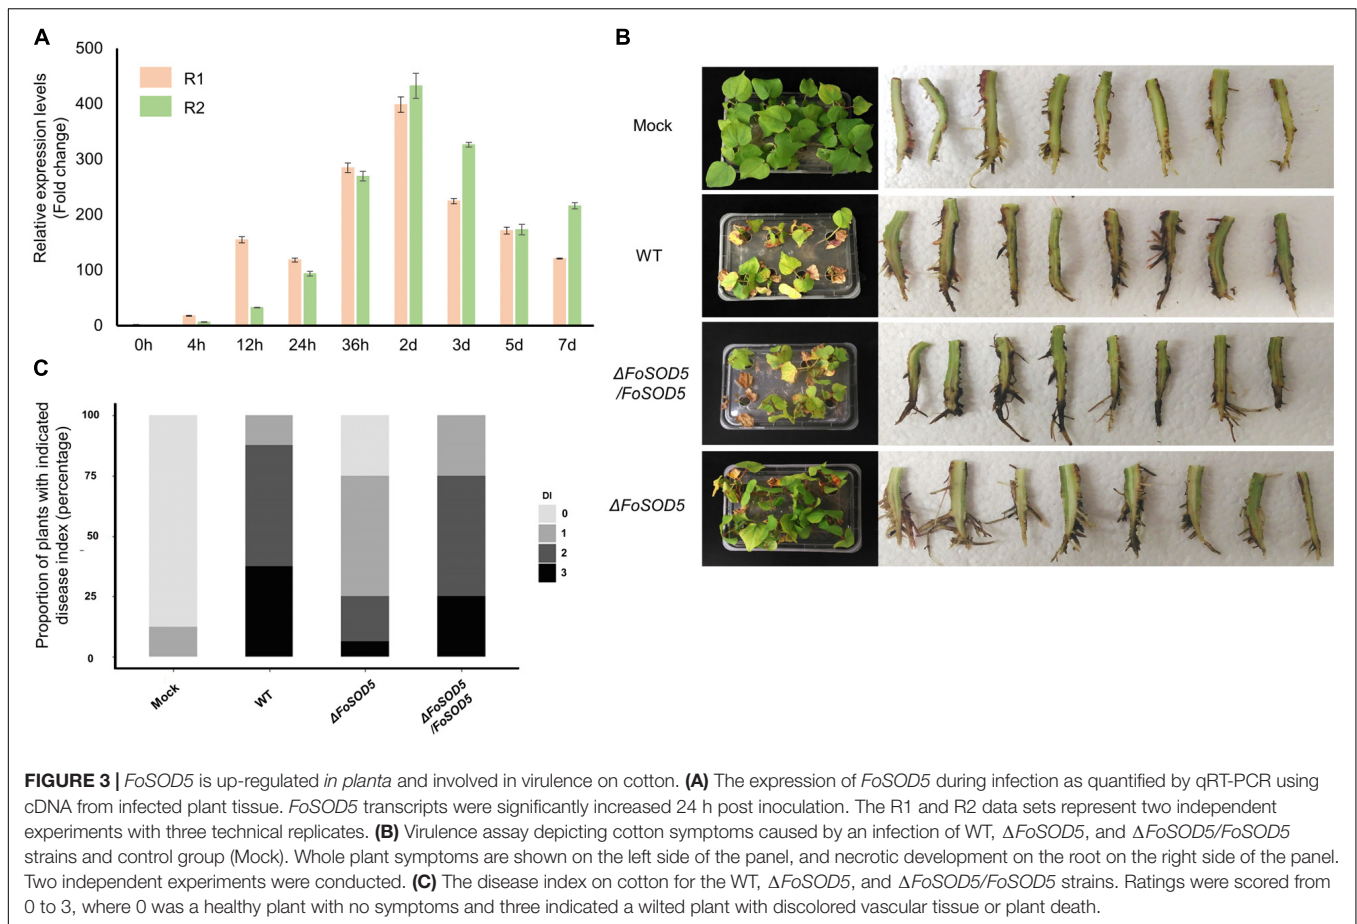 A
500
400
300
200
100
0
Relative expression levels
(Fold change)
R1
R2
0h 4h 12h 24h 36h 2d 3d 5d 7d
B
Mock
WT
ΔFoSOD5
/FoSOD5
ΔFoSOD5
C
100
75
50
25
0
Proportion of plants with indicated
disease index (percentage)
DI
0
1
2
3
Mock
WT
ΔFoSOD5
ΔFoSOD5
/FoSOD5
FIGURE 3 | FoSOD5 is up-regulated in planta and involved in virulence on cotton. (A) The expression of FoSOD5 during infection as quantified by qRT-PCR using
cDNA from infected plant tissue. FoSOD5 transcripts were significantly increased 24 h post inoculation. The R1 and R2 data sets represent two independent
experiments with three technical replicates. (B) Virulence assay depicting cotton symptoms caused by an infection of WT, ΔFoSOD5, and ΔFoSOD5/FoSOD5
strains and control group (Mock). Whole plant symptoms are shown on the left side of the panel, and necrotic development on the root on the right side of the panel.
Two independent experiments were conducted. (C) The disease index on cotton for the WT, ΔFoSOD5, and ΔFoSOD5/FoSOD5 strains. Ratings were scored from
0 to 3, where 0 was a healthy plant with no symptoms and three indicated a wilted plant with discolored vascular tissue or plant death.